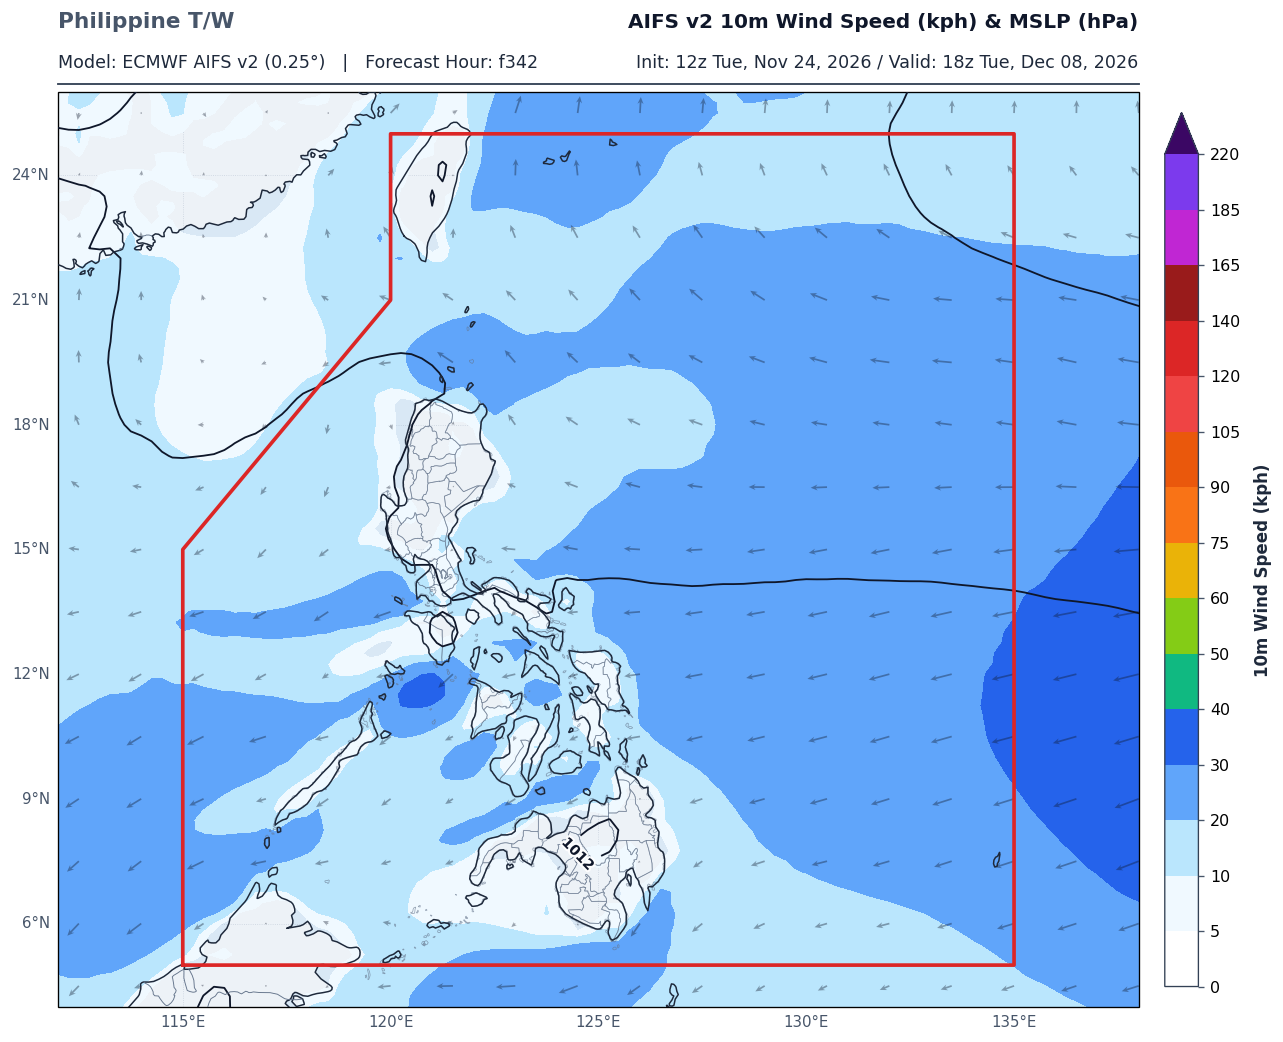 Philippine T/W
AIFS v2 10m Wind Speed (kph) & MSLP (hPa)
Model: ECMWF AIFS v2 (0.25°) | Forecast Hour: f342
Init: 12z Tue, Nov 24, 2026 / Valid: 18z Tue, Dec 08, 2026
24°N
21°N
18°N
15°N
12°N
9°N
6°N
1012
115°E
120°E
125°E
130°E
135°E
220
185
165
140
120
105
90
75
60
50
40
30
20
10
5
0
10m Wind Speed (kph)